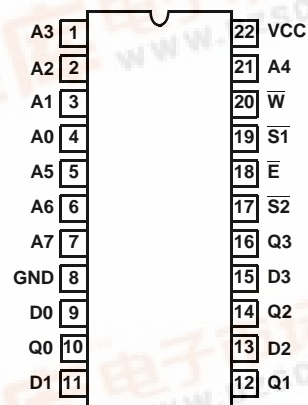 A3 1 22 VCC
A2 2 21 A4
A1 3 20 W̅
A0 4 19 S̅1̅
A5 5 18 E̅
A6 6 17 S̅2̅
A7 7 16 Q3
GND 8 15 D3
D0 9 14 Q2
Q0 10 13 D2
D1 11 12 Q1